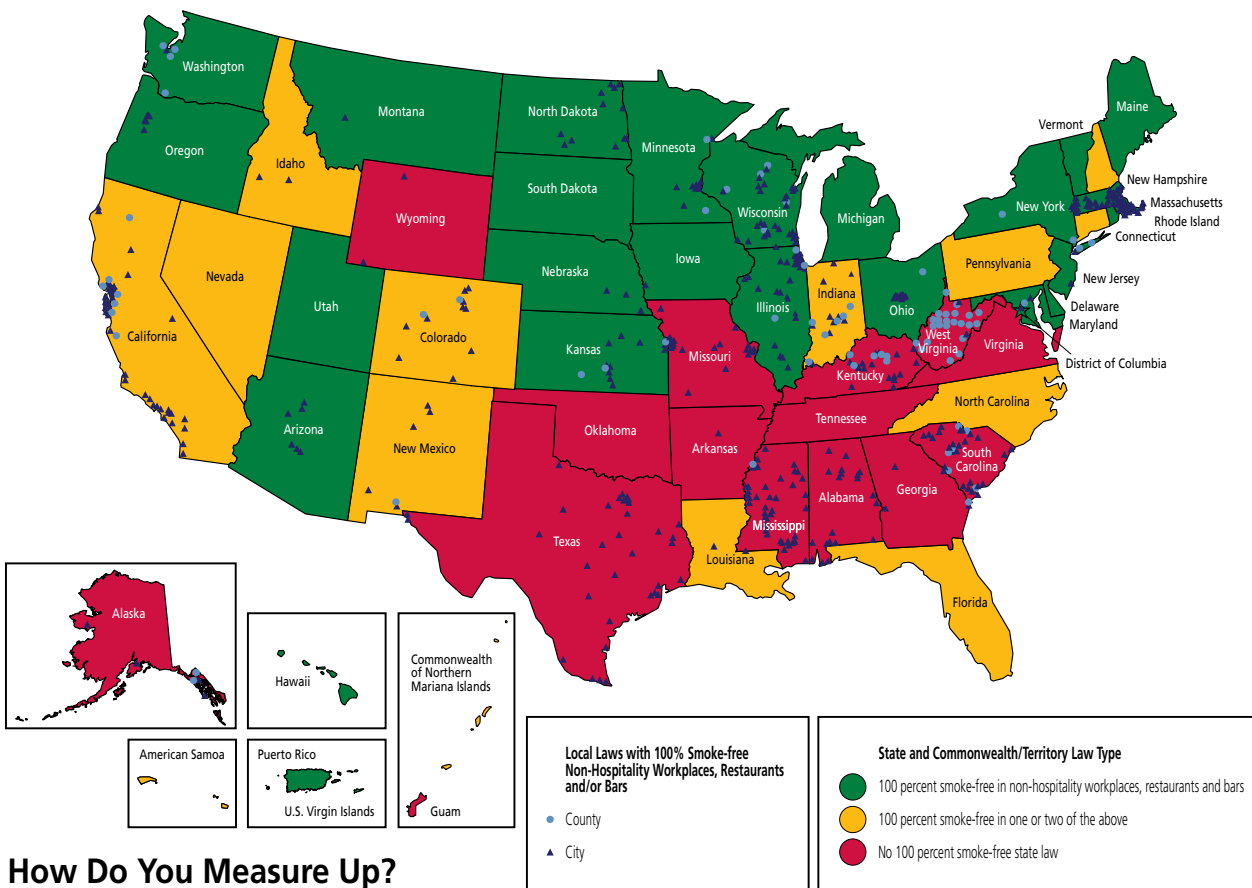 Washington
Montana
North Dakota
Minnesota
Maine
Vermont
Oregon
Idaho
South Dakota
Wisconsin
Michigan
New York
New Hampshire
Massachusetts
Rhode Island
Connecticut
Wyoming
Nebraska
Iowa
Pennsylvania
New Jersey
Nevada
Utah
Colorado
Kansas
Illinois
Indiana
Ohio
Delaware
Maryland
District of Columbia
California
Missouri
Kentucky
West
Virginia
Virginia
Arizona
New Mexico
Oklahoma
Arkansas
Tennessee
North Carolina
South
Carolina
Texas
Louisiana
Mississippi
Alabama
Georgia
Florida
Alaska
Hawaii
Commonwealth
of Northern
Mariana Islands
American Samoa
Puerto Rico
U.S. Virgin Islands
Guam
Local Laws with 100% Smoke-free
Non-Hospitality Workplaces, Restaurants
and/or Bars
County
City
State and Commonwealth/Territory Law Type
100 percent smoke-free in non-hospitality workplaces, restaurants and bars
100 percent smoke-free in one or two of the above
No 100 percent smoke-free state law
How Do You Measure Up?